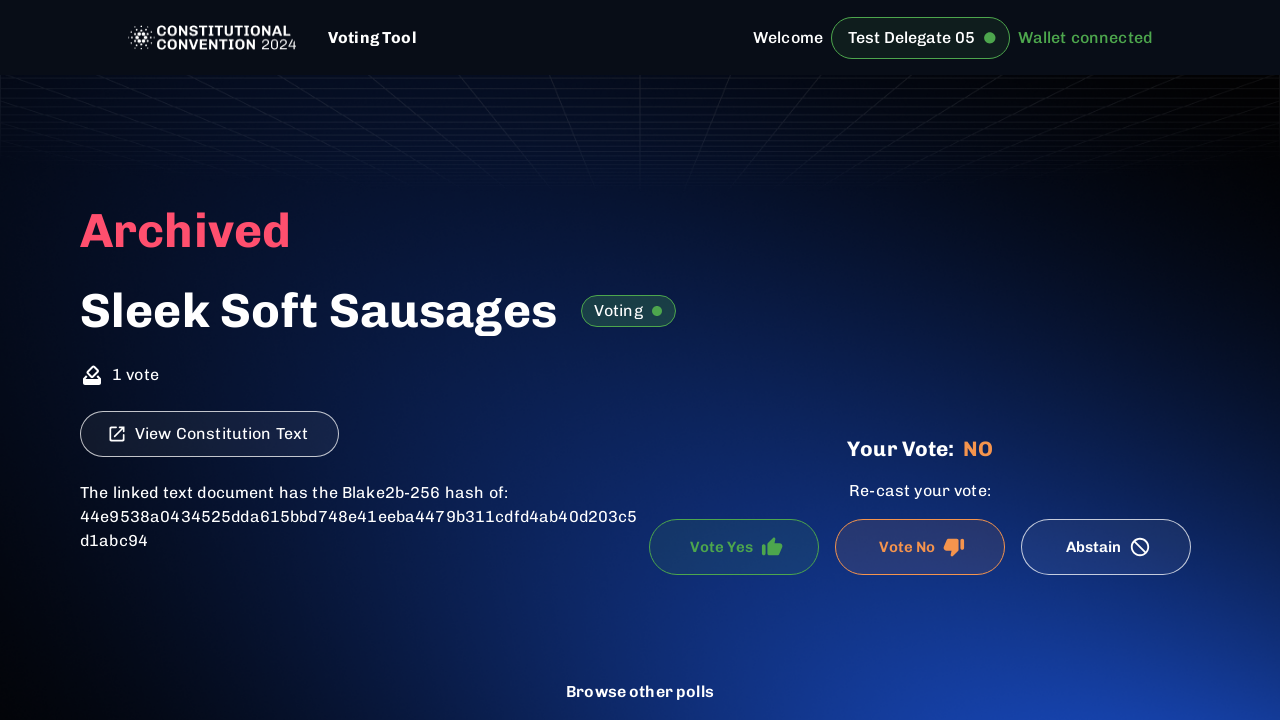 CONSTITUTIONAL
CONVENTION 2024
Voting Tool
Welcome
Test Delegate 05
Wallet connected
Archived
Sleek Soft Sausages
Voting
1 vote
View Constitution Text
The linked text document has the Blake2b-256 hash of:
44e9538a0434525dda615bbd748e41eeba4479b311cdfd4ab40d203c5
d1abc94
Your Vote: NO
Re-cast your vote:
Vote Yes
Vote No
Abstain
Browse other polls